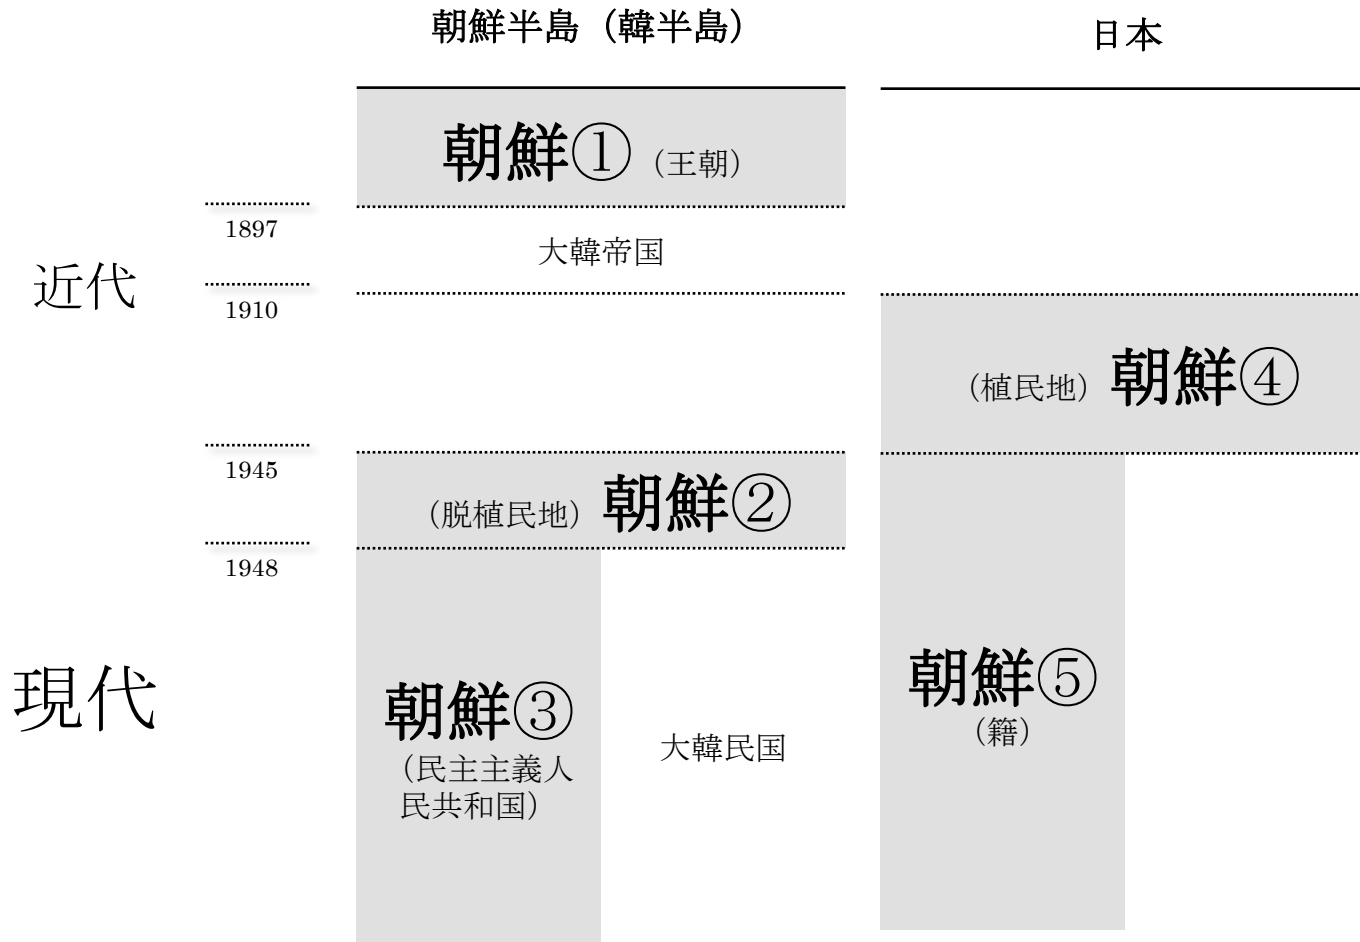 朝鮮半島（韓半島）
日本
朝鮮①（王朝）
1897
大韓帝国
近代
1910
（植民地）朝鮮④
1945
（脱植民地）朝鮮②
1948
現代
朝鮮③
（民主主義人
民共和国）
大韓民国
朝鮮⑤
（籍）